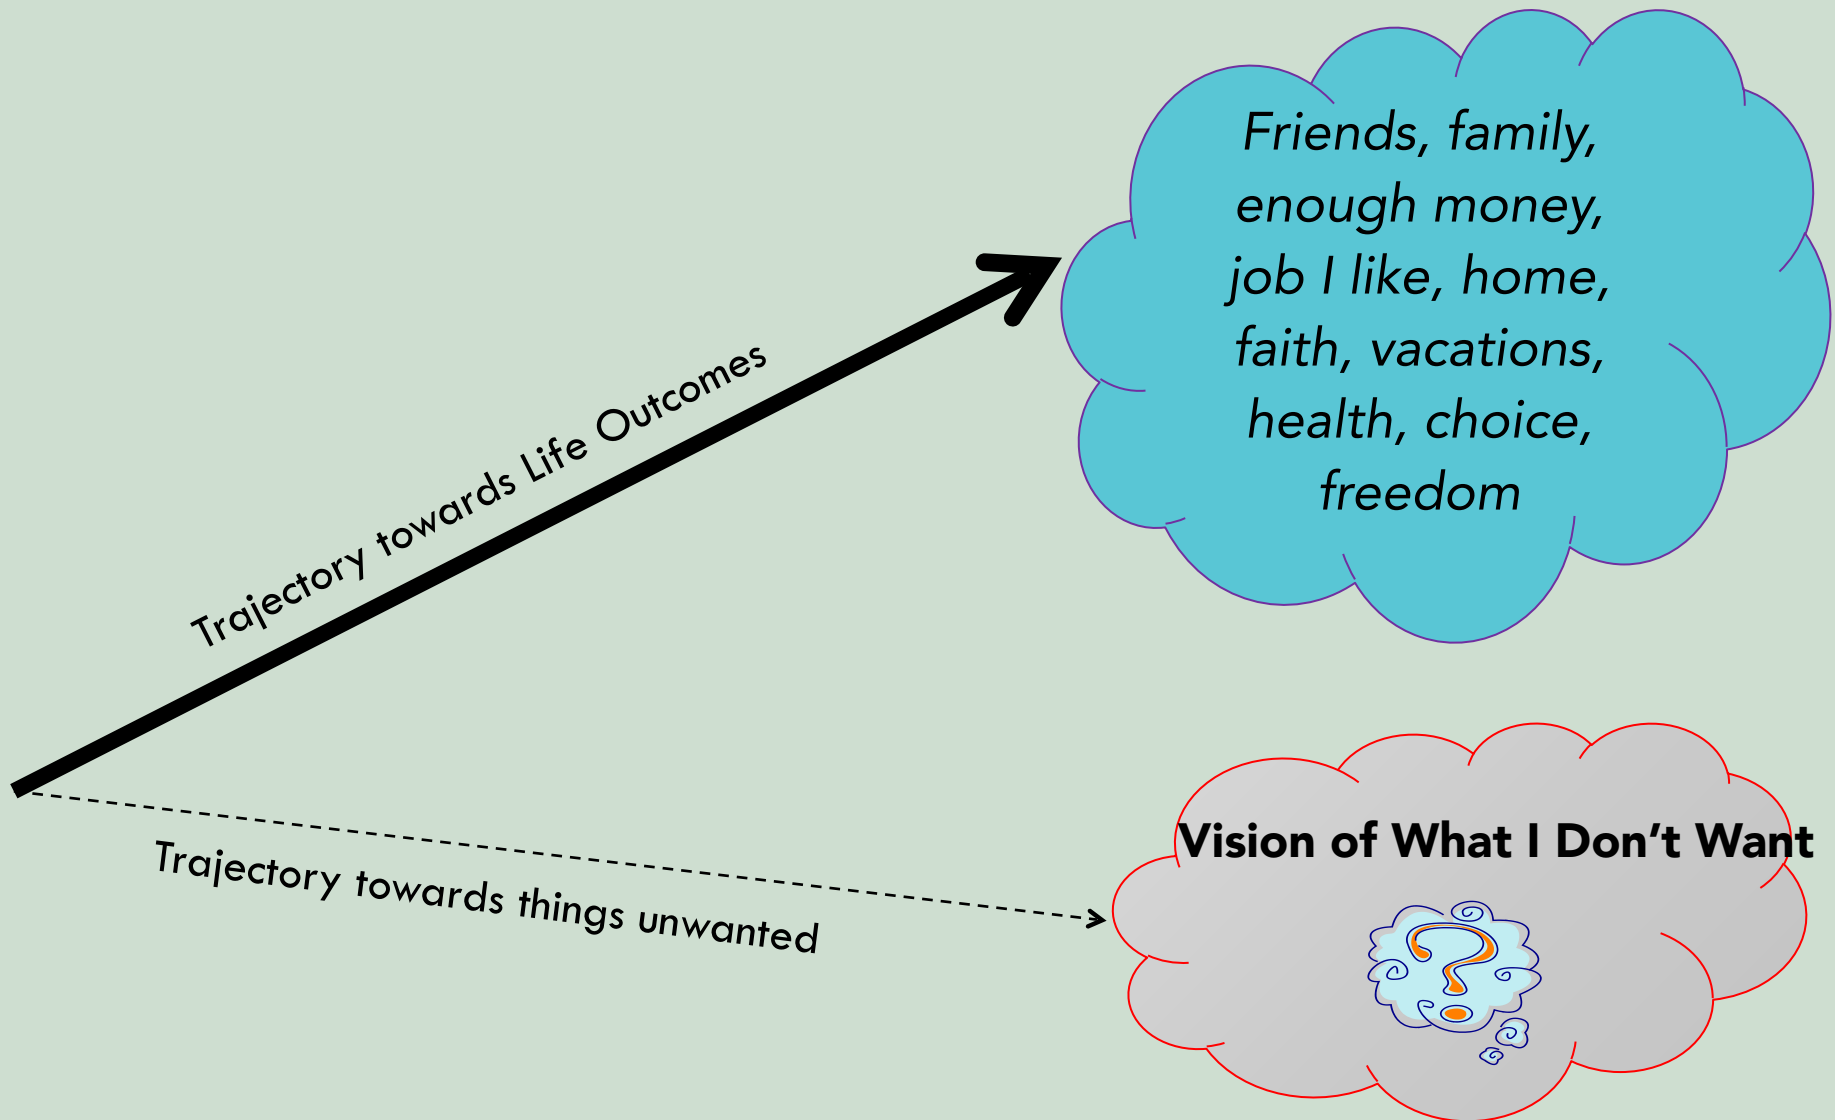 Friends, family,
enough money,
job I like, home,
faith, vacations,
health, choice,
freedom
Trajectory towards Life Outcomes
Trajectory towards things unwanted
Vision of What I Don’t Want
?